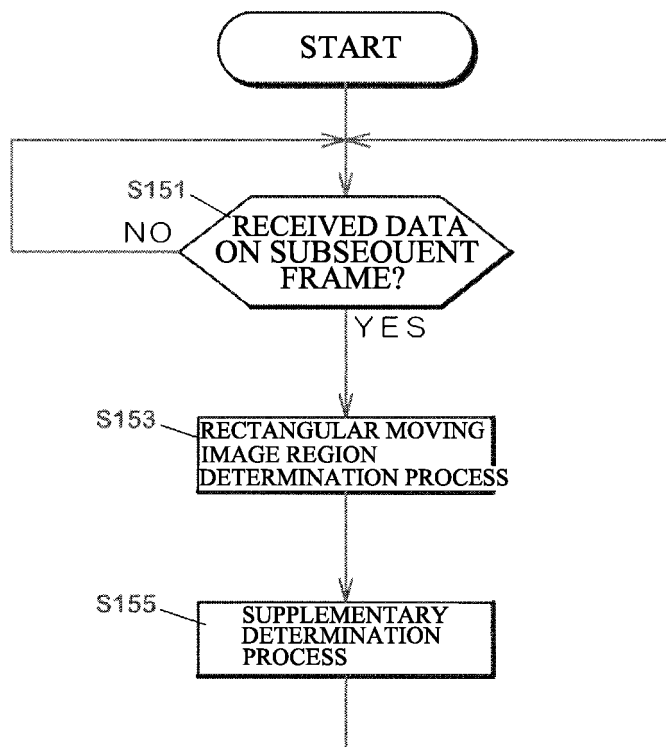 START
S151
RECEIVED DATA
ON SUBSEQUENT
FRAME?
NO
YES
S153
RECTANGULAR MOVING
IMAGE REGION
DETERMINATION PROCESS
S155
SUPPLEMENTARY
DETERMINATION
PROCESS